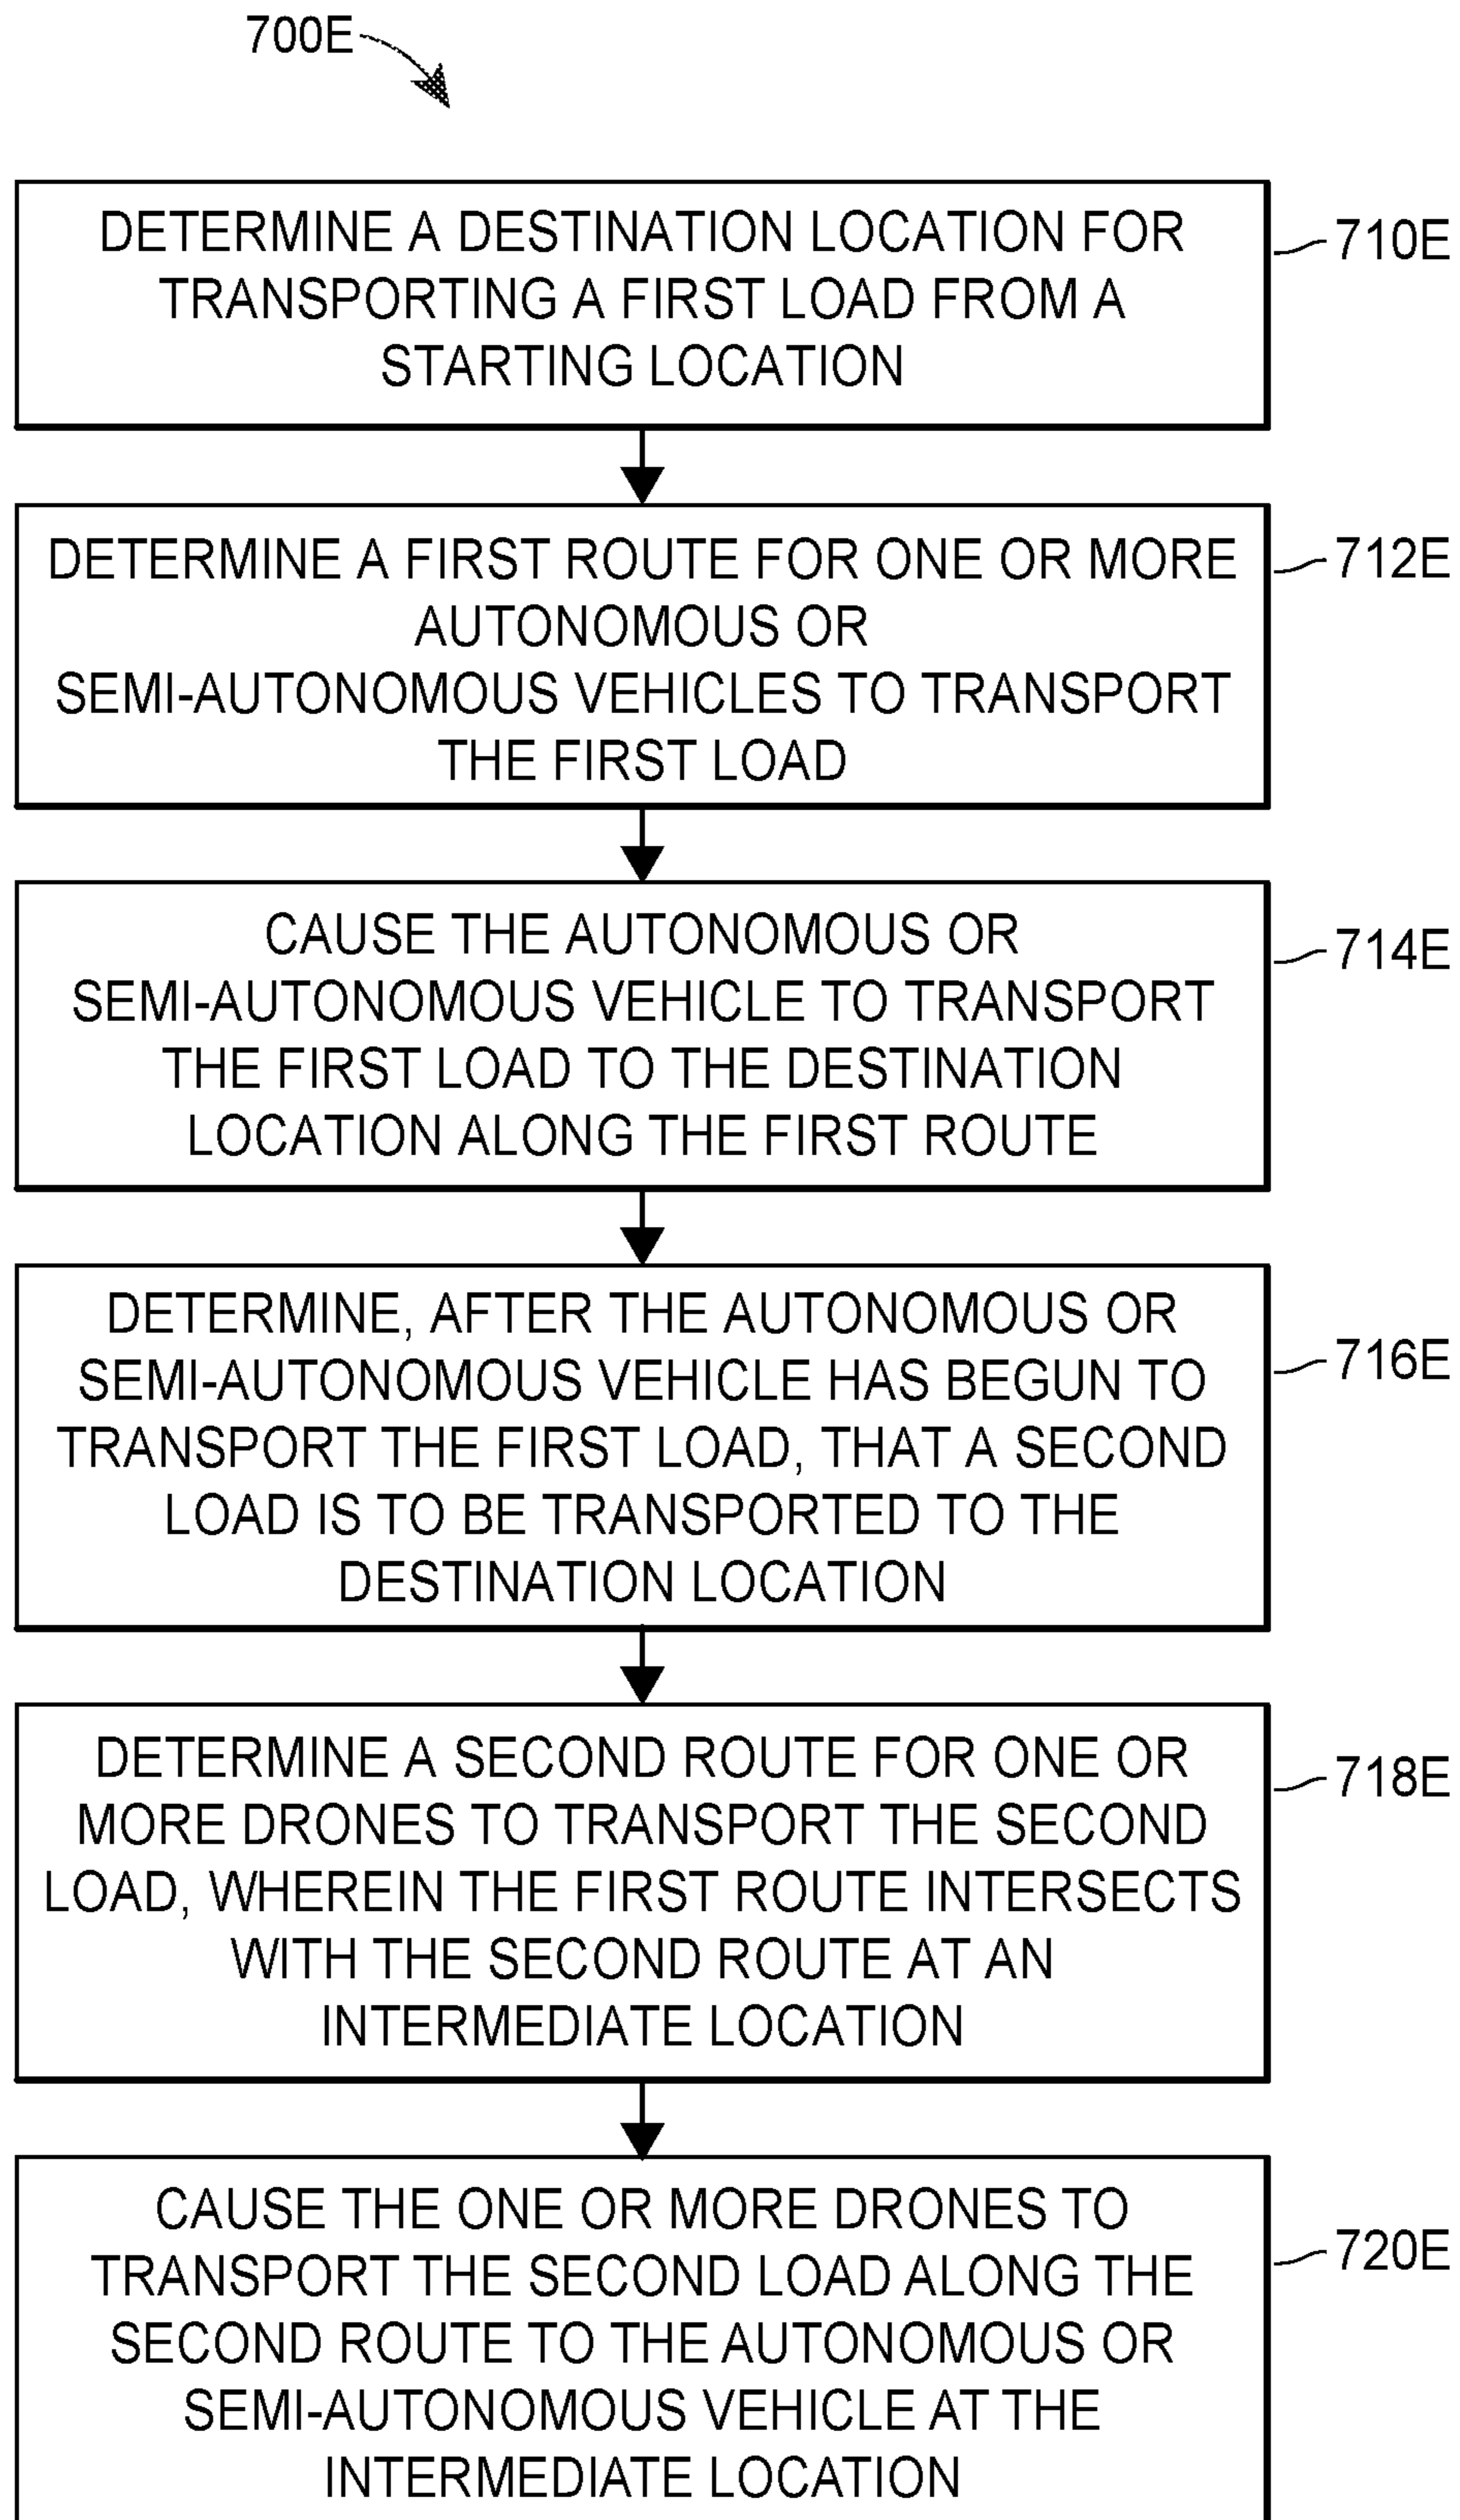 700E
DETERMINE A DESTINATION LOCATION FOR
TRANSPORTING A FIRST LOAD FROM A
STARTING LOCATION
710E
DETERMINE A FIRST ROUTE FOR ONE OR MORE
AUTONOMOUS OR
SEMI-AUTONOMOUS VEHICLES TO TRANSPORT
THE FIRST LOAD
712E
CAUSE THE AUTONOMOUS OR
SEMI-AUTONOMOUS VEHICLE TO TRANSPORT
THE FIRST LOAD TO THE DESTINATION
LOCATION ALONG THE FIRST ROUTE
714E
DETERMINE, AFTER THE AUTONOMOUS OR
SEMI-AUTONOMOUS VEHICLE HAS BEGUN TO
TRANSPORT THE FIRST LOAD, THAT A SECOND
LOAD IS TO BE TRANSPORTED TO THE
DESTINATION LOCATION
716E
DETERMINE A SECOND ROUTE FOR ONE OR
MORE DRONES TO TRANSPORT THE SECOND
LOAD, WHEREIN THE FIRST ROUTE INTERSECTS
WITH THE SECOND ROUTE AT AN
INTERMEDIATE LOCATION
718E
CAUSE THE ONE OR MORE DRONES TO
TRANSPORT THE SECOND LOAD ALONG THE
SECOND ROUTE TO THE AUTONOMOUS OR
SEMI-AUTONOMOUS VEHICLE AT THE
INTERMEDIATE LOCATION
720E